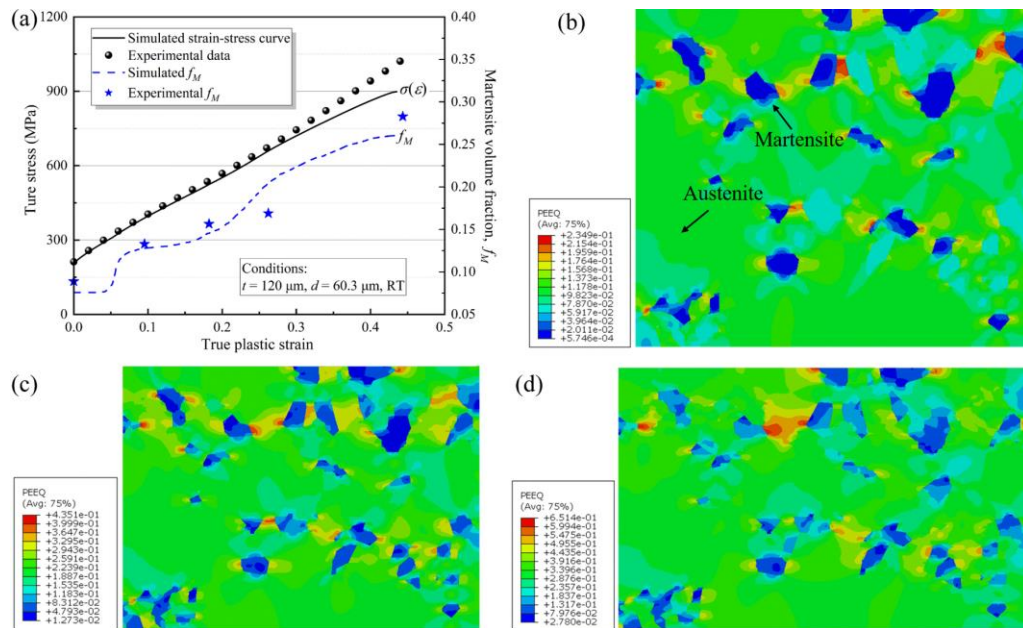 (a)
1200
900
600
300
0
Ture stress (MPa)
Simulated strain-stress curve
Experimental data
Simulated fM
Experimental fM
σ(ε)
fM
Conditions:
t = 120 μm, d = 60.3 μm, RT
0.0 0.1 0.2 0.3 0.4 0.5
True plastic strain
0.40
0.35
0.30
0.25
0.20
0.15
0.10
0.05
Martensite volume fraction, fM
(b)
Martensite
Austenite
PEEQ
(Avg: 75%)
+2.349e-01
+2.154e-01
+1.959e-01
+1.764e-01
+1.568e-01
+1.373e-01
+1.178e-01
+9.823e-02
+7.870e-02
+5.917e-02
+3.964e-02
+2.011e-02
+5.746e-04
(c)
PEEQ
(Avg: 75%)
+4.351e-01
+3.999e-01
+3.647e-01
+3.295e-01
+2.943e-01
+2.591e-01
+2.239e-01
+1.887e-01
+1.535e-01
+1.183e-01
+8.312e-02
+4.793e-02
+1.273e-02
(d)
PEEQ
(Avg: 75%)
+6.514e-01
+5.994e-01
+5.475e-01
+4.955e-01
+4.435e-01
+3.916e-01
+3.396e-01
+2.876e-01
+2.357e-01
+1.837e-01
+1.317e-01
+7.976e-02
+2.780e-02